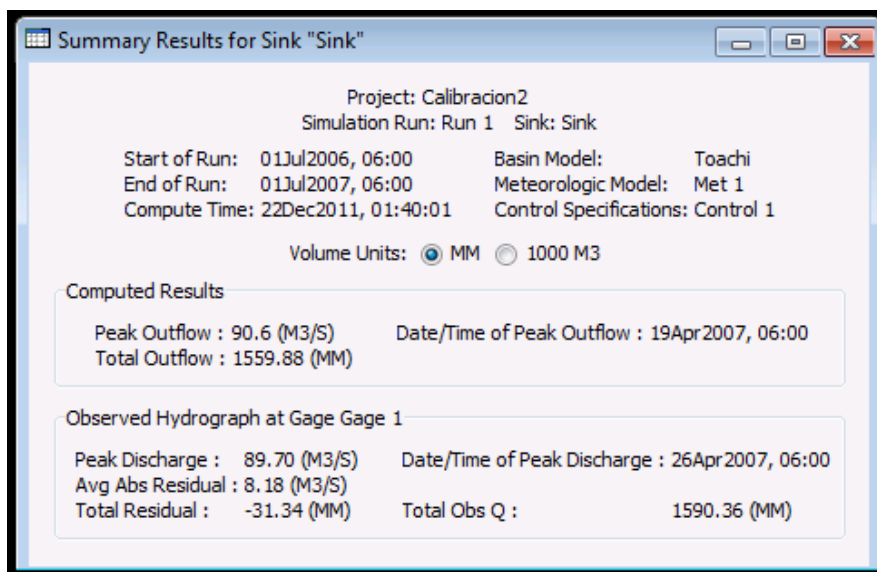 Summary Results for Sink "Sink"
Project: Calibracion2
Simulation Run: Run 1 Sink: Sink
Start of Run: 01Jul2006, 06:00 Basin Model: Toachi
End of Run: 01Jul2007, 06:00 Meteorologic Model: Met 1
Compute Time: 22Dec2011, 01:40:01 Control Specifications: Control 1
Volume Units: MM 1000 M3
Computed Results
Peak Outflow : 90.6 (M3/S) Date/Time of Peak Outflow : 19Apr2007, 06:00
Total Outflow : 1559.88 (MM)
Observed Hydrograph at Gage Gage 1
Peak Discharge : 89.70 (M3/S) Date/Time of Peak Discharge : 26Apr2007, 06:00
Avg Abs Residual : 8.18 (M3/S)
Total Residual : -31.34 (MM) Total Obs Q : 1590.36 (MM)